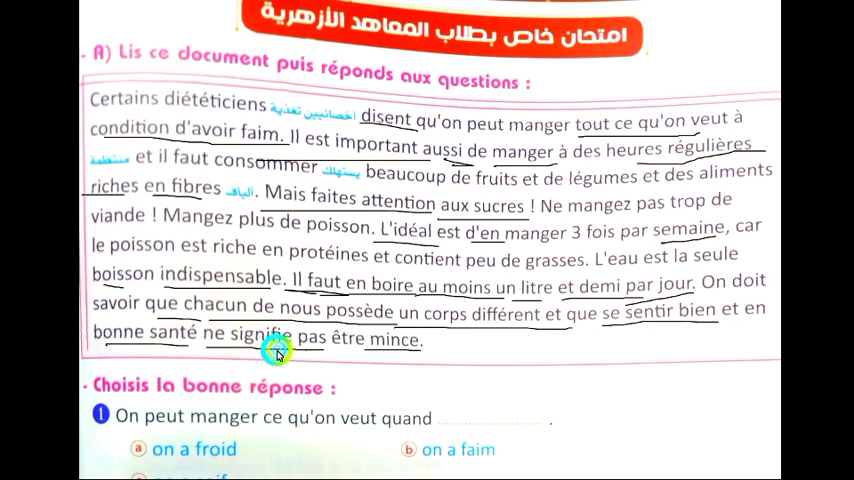 امتحان خاص بطلاب المعاهد الأزهرية
- A) Lis ce document puis réponds aux questions :
Certains diététiciens اخصائيين تغذية disent qu'on peut manger tout ce qu'on veut à
condition d'avoir faim. Il est important aussi de manger à des heures régulières
منتظمة et il faut consommer يستهلك beaucoup de fruits et de légumes et des aliments
riches en fibres ألياف. Mais faites attention aux sucres ! Ne mangez pas trop de
viande ! Mangez plus de poisson. L'idéal est d'en manger 3 fois par semaine, car
le poisson est riche en protéines et contient peu de grasses. L'eau est la seule
boisson indispensable. Il faut en boire au moins un litre et demi par jour. On doit
savoir que chacun de nous possède un corps différent et que se sentir bien et en
bonne santé ne signifie pas être mince.
- Choisis la bonne réponse :
1 On peut manger ce qu'on veut quand .................... .
a on a froid
b on a faim